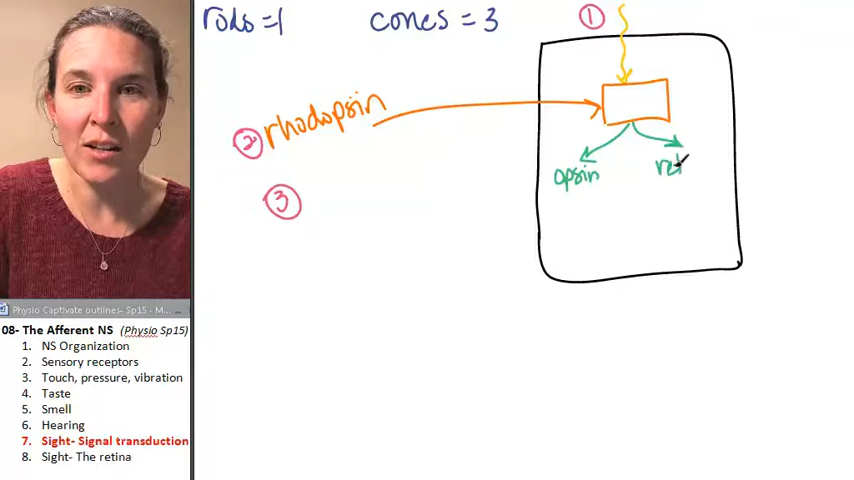 rods =1
cones = 3
①
② rhodopsin
③
opsin
ret
Physio Captivate outlines- Sp15 - M...
08- The Afferent NS (Physio Sp15)
1. NS Organization
2. Sensory receptors
3. Touch, pressure, vibration
4. Taste
5. Smell
6. Hearing
7. Sight- Signal transduction
8. Sight- The retina